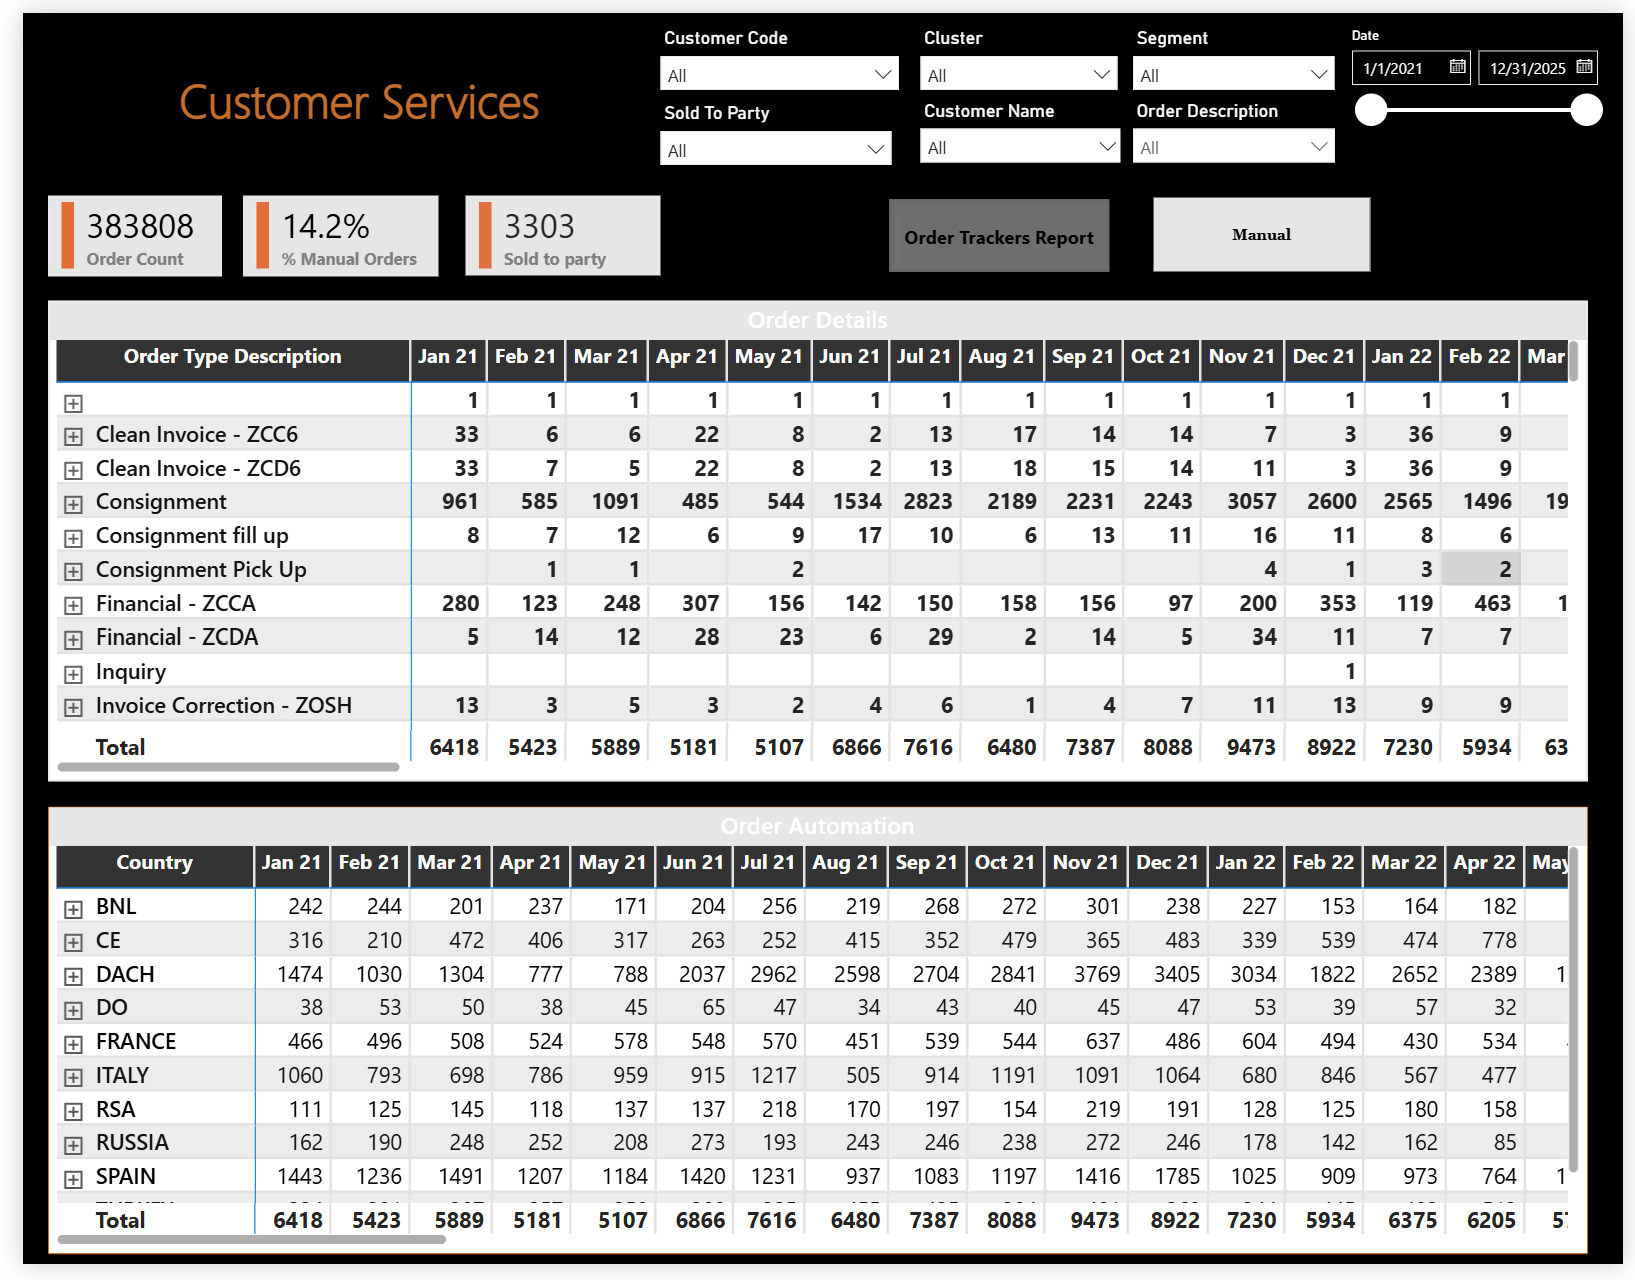 Customer Services
Customer Code
All
Cluster
All
Segment
All
Date
1/1/2021
12/31/2025
Sold To Party
All
Customer Name
All
Order Description
All
383808
Order Count
14.2%
% Manual Orders
3303
Sold to party
Order Trackers Report
Manual
Order Details
Order Type Description Jan 21 Feb 21 Mar 21 Apr 21 May 21 Jun 21 Jul 21 Aug 21 Sep 21 Oct 21 Nov 21 Dec 21 Jan 22 Feb 22 Mar
1 1 1 1 1 1 1 1 1 1 1 1 1 1
Clean Invoice - ZCC6 33 6 6 22 8 2 13 17 14 14 7 3 36 9
Clean Invoice - ZCD6 33 7 5 22 8 2 13 18 15 14 11 3 36 9
Consignment 961 585 1091 485 544 1534 2823 2189 2231 2243 3057 2600 2565 1496 19
Consignment fill up 8 7 12 6 9 17 10 6 13 11 16 11 8 6
Consignment Pick Up 1 1 2 4 1 3 2
Financial - ZCCA 280 123 248 307 156 142 150 158 156 97 200 353 119 463 1
Financial - ZCDA 5 14 12 28 23 6 29 2 14 5 34 11 7 7
Inquiry 1
Invoice Correction - ZOSH 13 3 5 3 2 4 6 1 4 7 11 13 9 9
Total 6418 5423 5889 5181 5107 6866 7616 6480 7387 8088 9473 8922 7230 5934 63
Order Automation
Country Jan 21 Feb 21 Mar 21 Apr 21 May 21 Jun 21 Jul 21 Aug 21 Sep 21 Oct 21 Nov 21 Dec 21 Jan 22 Feb 22 Mar 22 Apr 22 May
BNL 242 244 201 237 171 204 256 219 268 272 301 238 227 153 164 182
CE 316 210 472 406 317 263 252 415 352 479 365 483 339 539 474 778
DACH 1474 1030 1304 777 788 2037 2962 2598 2704 2841 3769 3405 3034 1822 2652 2389 1
DO 38 53 50 38 45 65 47 34 43 40 45 47 53 39 57 32
FRANCE 466 496 508 524 578 548 570 451 539 544 637 486 604 494 430 534
ITALY 1060 793 698 786 959 915 1217 505 914 1191 1091 1064 680 846 567 477
RSA 111 125 145 118 137 137 218 170 197 154 219 191 128 125 180 158
RUSSIA 162 190 248 252 208 273 193 243 246 238 272 246 178 142 162 85
SPAIN 1443 1236 1491 1207 1184 1420 1231 937 1083 1197 1416 1785 1025 909 973 764 1
Total 6418 5423 5889 5181 5107 6866 7616 6480 7387 8088 9473 8922 7230 5934 6375 6205 57